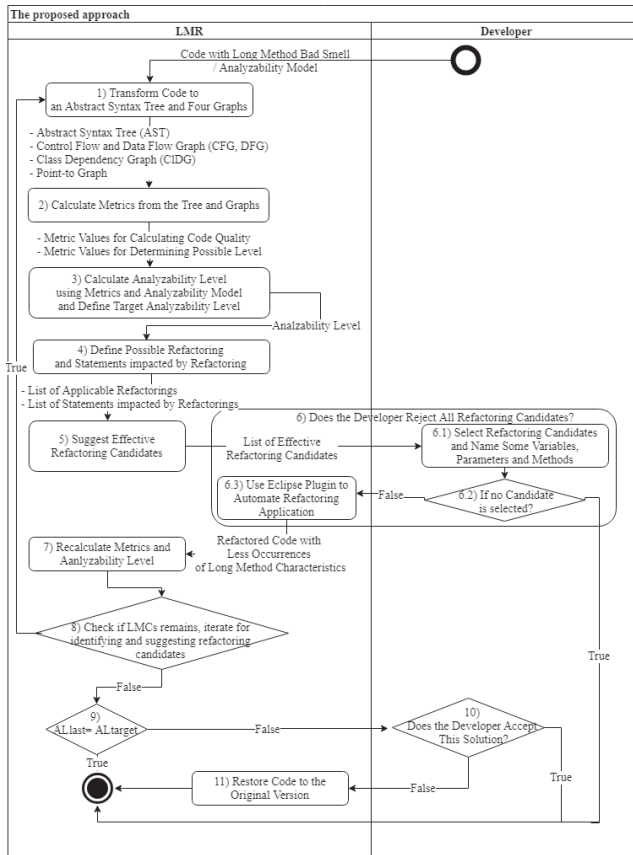 The proposed approach
LMR
Developer
Code with Long Method Bad Smell
/ Analyzability Model
1) Transform Code to
an Abstract Syntax Tree and Four Graphs
- Abstract Syntax Tree (AST)
- Control Flow and Data Flow Graph (CFG, DFG)
- Class Dependency Graph (ClDG)
- Point-to Graph
2) Calculate Metrics from the Tree and Graphs
- Metric Values for Calculating Code Quality
- Metric Values for Determining Possible Level
3) Calculate Analyzability Level
using Metrics and Analyzability Model
and Define Target Analyzability Level
Analzability Level
4) Define Possible Refactoring
and Statements impacted by Refactoring
True
- List of Applicable Refactorings
- List of Statements impacted by Refactorings
6) Does the Developer Reject All Refactoring Candidates?
5) Suggest Effective
Refactoring Candidates
List of Effective
Refactoring Candidates
6.1) Select Refactoring Candidates
and Name Some Variables,
Parameters and Methods
6.3) Use Eclipse Plugin to
Automate Refactoring
Application
False
6.2) If no Candidate
is selected?
Refactored Code with
Less Occurrences
of Long Method Characteristics
7) Recalculate Metrics and
Aanlyzability Level
8) Check if LMCs remains, iterate for
identifying and suggesting refactoring
candidates
True
False
9)
ALlast= ALtarget
False
10)
Does the Developer Accept
This Solution?
True
11) Restore Code to the
Original Version
False
True